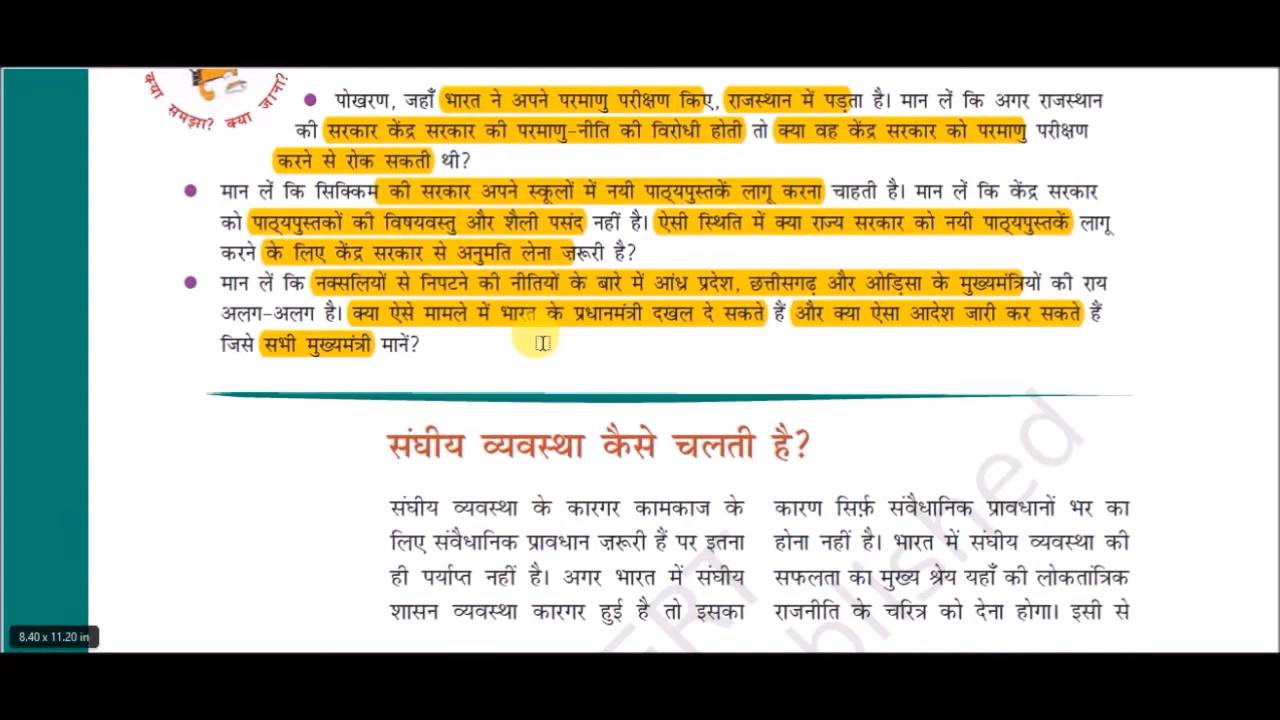 क्या समझा? क्या जाना?
पोखरण, जहाँ भारत ने अपने परमाणु परीक्षण किए, राजस्थान में पड़ता है। मान लें कि अगर राजस्थान
की सरकार केंद्र सरकार की परमाणु-नीति की विरोधी होती तो क्या वह केंद्र सरकार को परमाणु परीक्षण
करने से रोक सकती थी?
मान लें कि सिक्किम की सरकार अपने स्कूलों में नयी पाठ्यपुस्तकें लागू करना चाहती है। मान लें कि केंद्र सरकार
को पाठ्यपुस्तकों की विषयवस्तु और शैली पसंद नहीं है। ऐसी स्थिति में क्या राज्य सरकार को नयी पाठ्यपुस्तकें लागू
करने के लिए केंद्र सरकार से अनुमति लेना ज़रूरी है?
मान लें कि नक्सलियों से निपटने की नीतियों के बारे में आंध्र प्रदेश, छत्तीसगढ़ और ओड़िसा के मुख्यमंत्रियों की राय
अलग-अलग है। क्या ऐसे मामले में भारत के प्रधानमंत्री दखल दे सकते हैं और क्या ऐसा आदेश जारी कर सकते हैं
जिसे सभी मुख्यमंत्री मानें?
संघीय व्यवस्था कैसे चलती है?
संघीय व्यवस्था के कारगर कामकाज के
लिए संवैधानिक प्रावधान ज़रूरी हैं पर इतना
ही पर्याप्त नहीं है। अगर भारत में संघीय
शासन व्यवस्था कारगर हुई है तो इसका
कारण सिर्फ़ संवैधानिक प्रावधानों भर का
होना नहीं है। भारत में संघीय व्यवस्था की
सफलता का मुख्य श्रेय यहाँ की लोकतांत्रिक
राजनीति के चरित्र को देना होगा। इसी से
8.40 x 11.20 in